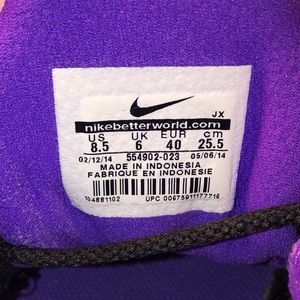 JX
nikebetterworld.com
US UK EUR cm
8.5 6 40 25.5
02/12/14 554902-023 05/06/14
MADE IN INDONESIA
FABRIQUE EN INDONESIE
UPC 00675911177716